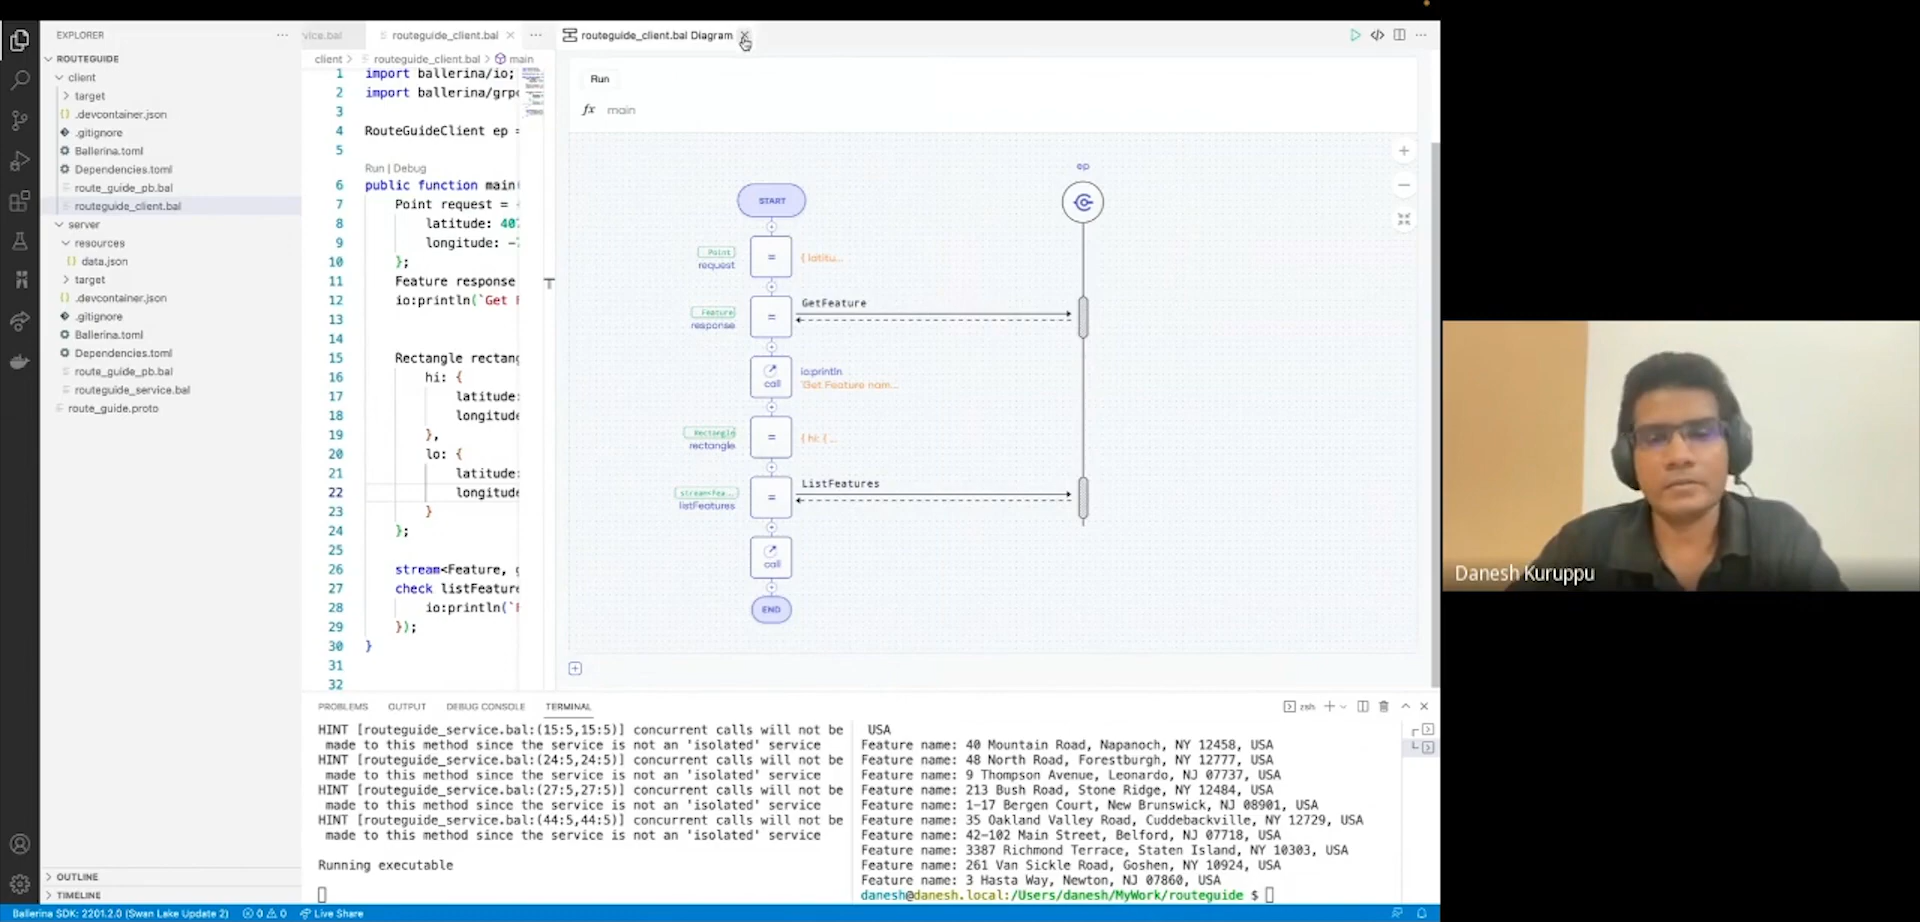 EXPLORER
ROUTEGUIDE
client
target
.devcontainer.json
.gitignore
Ballerina.toml
Dependencies.toml
route_guide_pb.bal
routeguide_client.bal
server
resources
data.json
target
.devcontainer.json
.gitignore
Ballerina.toml
Dependencies.toml
route_guide_pb.bal
routeguide_service.bal
route_guide.proto
OUTLINE
TIMELINE
vice.bal
routeguide_client.bal
client > routeguide_client.bal > main
1 import ballerina/io;
2 import ballerina/grpc
3
4 RouteGuideClient ep =
5
Run | Debug
6 public function main(
7 Point request =
8 latitude: 407
9 longitude: -7
10 };
11 Feature response
12 io:println(`Get F
13
14
15 Rectangle rectang
16 hi: {
17 latitude:
18 longitude
19 },
20 lo: {
21 latitude:
22 longitude
23 }
24 };
25
26 stream<Feature, g
27 check listFeature
28 io:println(`F
29 });
30 }
31
32
routeguide_client.bal Diagram
Run
fx main
ep
START
Point
request
=
{ latitu...
Feature
response
=
GetFeature
call
io:println
`Get Feature nam...
Rectangle
rectangle
=
{ hi: {...
stream<Fea...
listFeatures
=
ListFeatures
call
END
PROBLEMS OUTPUT DEBUG CONSOLE TERMINAL
zsh
HINT [routeguide_service.bal:(15:5,15:5)] concurrent calls will not be
made to this method since the service is not an 'isolated' service
HINT [routeguide_service.bal:(24:5,24:5)] concurrent calls will not be
made to this method since the service is not an 'isolated' service
HINT [routeguide_service.bal:(27:5,27:5)] concurrent calls will not be
made to this method since the service is not an 'isolated' service
HINT [routeguide_service.bal:(44:5,44:5)] concurrent calls will not be
made to this method since the service is not an 'isolated' service
Running executable
USA
Feature name: 40 Mountain Road, Napanoch, NY 12458, USA
Feature name: 48 North Road, Forestburgh, NY 12777, USA
Feature name: 9 Thompson Avenue, Leonardo, NJ 07737, USA
Feature name: 213 Bush Road, Stone Ridge, NY 12484, USA
Feature name: 1-17 Bergen Court, New Brunswick, NJ 08901, USA
Feature name: 35 Oakland Valley Road, Cuddebackville, NY 12729, USA
Feature name: 42-102 Main Street, Belford, NJ 07718, USA
Feature name: 3387 Richmond Terrace, Staten Island, NY 10303, USA
Feature name: 261 Van Sickle Road, Goshen, NY 10924, USA
Feature name: 3 Hasta Way, Newton, NJ 07860, USA
danesh@danesh.local:/Users/danesh/MyWork/routeguide $
Ballerina SDK: 2201.2.0 (Swan Lake Update 2) 0 0 Live Share
Danesh Kuruppu